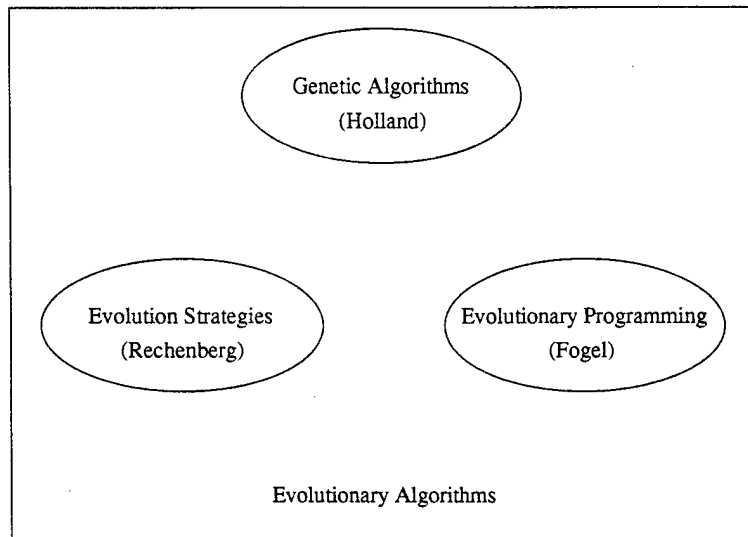 Genetic Algorithms
(Holland)
Evolution Strategies
(Rechenberg)
Evolutionary Programming
(Fogel)
Evolutionary Algorithms